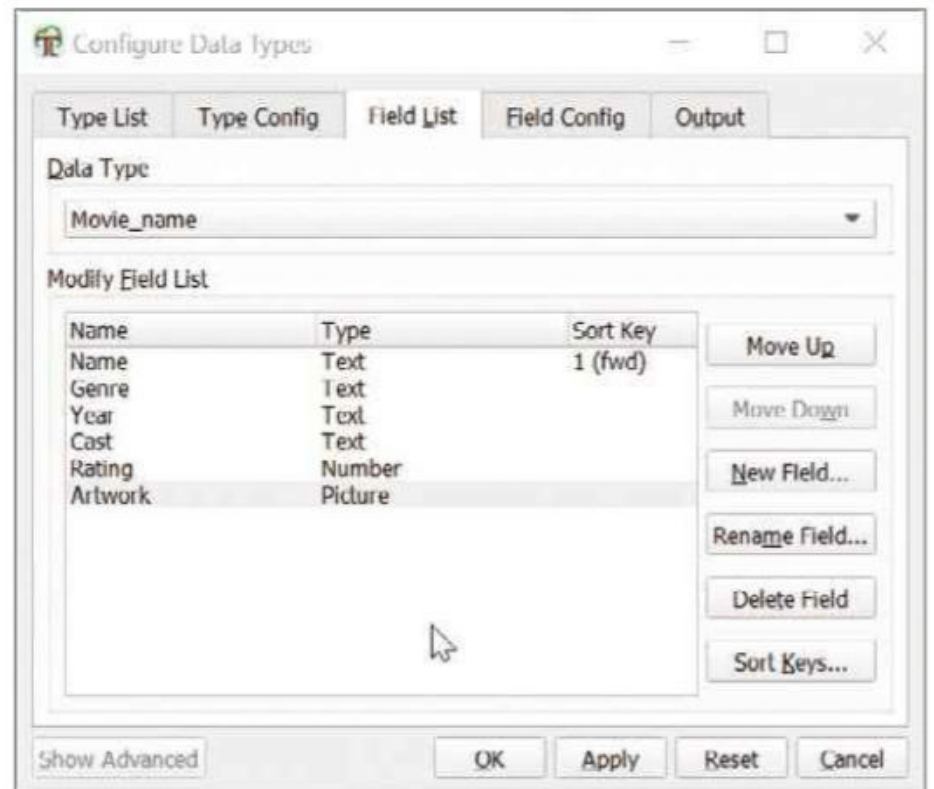 Configure Data Types
Type List Type Config Field List Field Config Output
Data Type
Movie_name
Modify Field List
Name Type Sort Key
Name Text 1 (fwd)
Genre Text
Year Text
Cast Text
Rating Number
Artwork Picture
Move Up
Move Down
New Field...
Rename Field...
Delete Field
Sort Keys...
Show Advanced OK Apply Reset Cancel